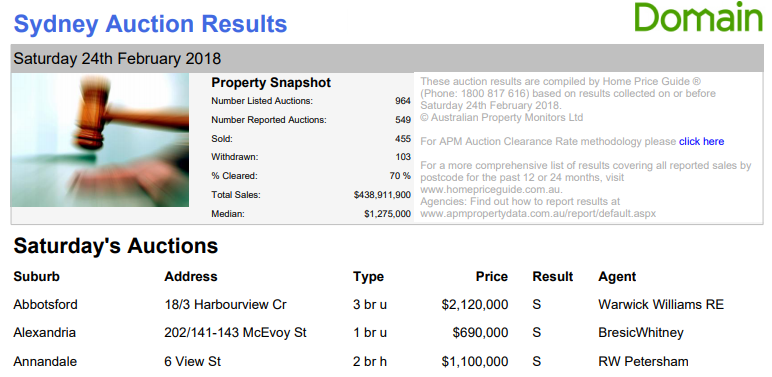 Sydney Auction Results
Domain
Saturday 24th February 2018
Property Snapshot
Number Listed Auctions: 964
Number Reported Auctions: 549
Sold: 455
Withdrawn: 103
% Cleared: 70 %
Total Sales: $438,911,900
Median: $1,275,000
These auction results are compiled by Home Price Guide ®
(Phone: 1800 817 616) based on results collected on or before
Saturday 24th February 2018.
© Australian Property Monitors Ltd
For APM Auction Clearance Rate methodology please click here
For a more comprehensive list of results covering all reported sales by
postcode for the past 12 or 24 months, visit
www.homepriceguide.com.au.
Agencies: Find out how to report results at
www.apmpropertydata.com.au/report/default.aspx
Saturday's Auctions
Suburb Address Type Price Result Agent
Abbotsford 18/3 Harbourview Cr 3 br u $2,120,000 S Warwick Williams RE
Alexandria 202/141-143 McEvoy St 1 br u $690,000 S BresicWhitney
Annandale 6 View St 2 br h $1,100,000 S RW Petersham